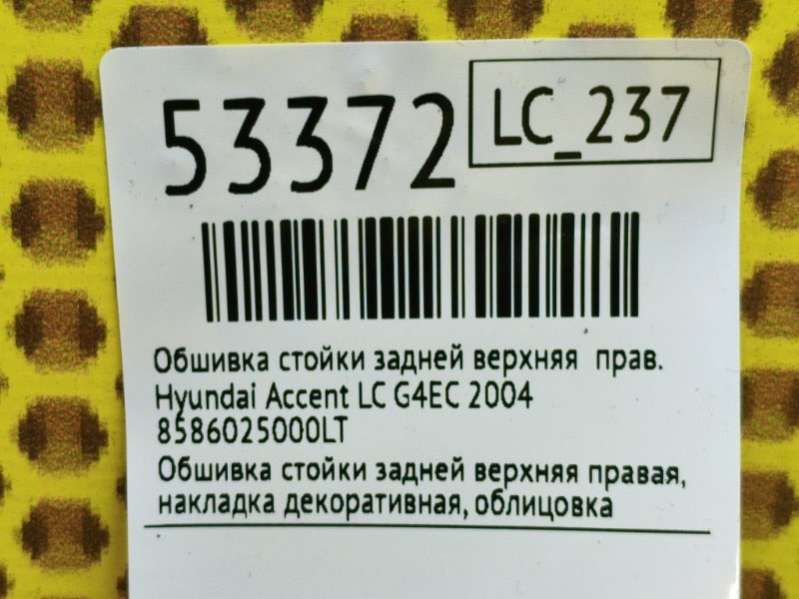 53372
LC_237
Обшивка стойки задней верхняя прав.
Hyundai Accent LC G4EC 2004
8586025000LT
Обшивка стойки задней верхняя правая,
накладка декоративная, облицовка